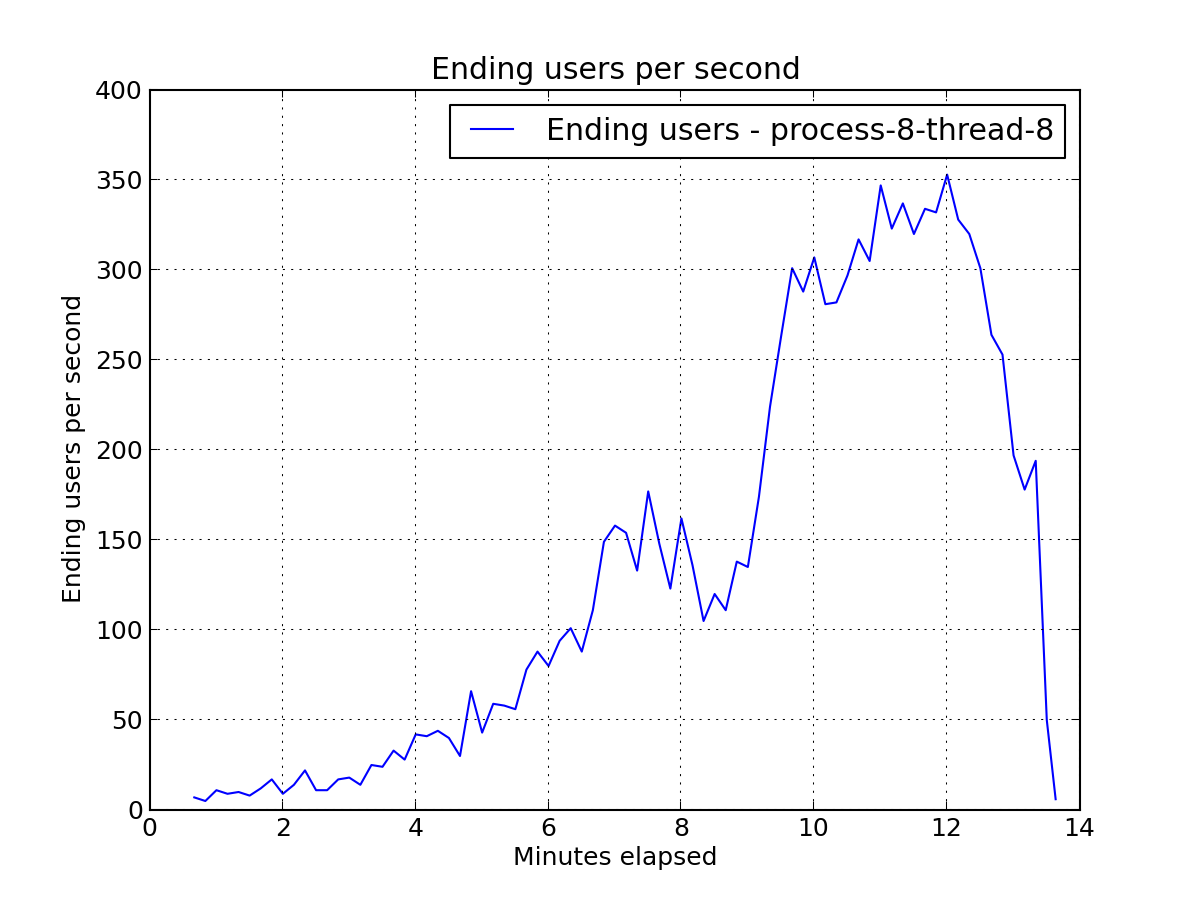 Ending users per second
Ending users - process-8-thread-8
400
350
300
250
200
150
100
50
0
Ending users per second
0 2 4 6 8 10 12 14
Minutes elapsed